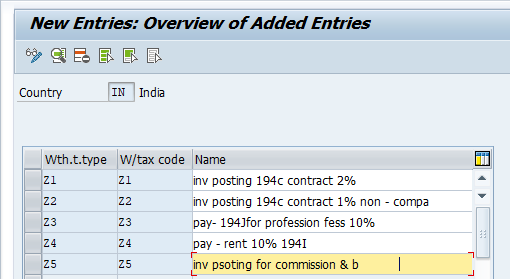 New Entries: Overview of Added Entries
Country IN India
Wth.t.type W/tax code Name
Z1 Z1 inv posting 194c contract 2%
Z2 Z2 inv posting 194c contract 1% non - compa
Z3 Z3 pay- 194Jfor profession fess 10%
Z4 Z4 pay - rent 10% 194I
Z5 Z5 inv psoting for commission & b